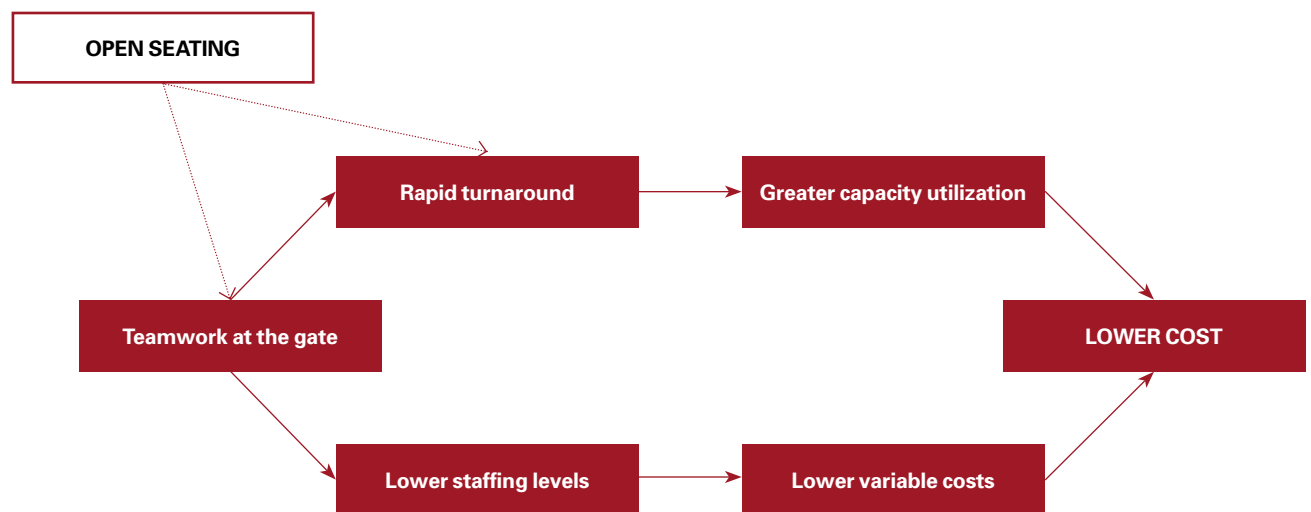 OPEN SEATING
Rapid turnaround
Greater capacity utilization
Teamwork at the gate
LOWER COST
Lower staffing levels
Lower variable costs